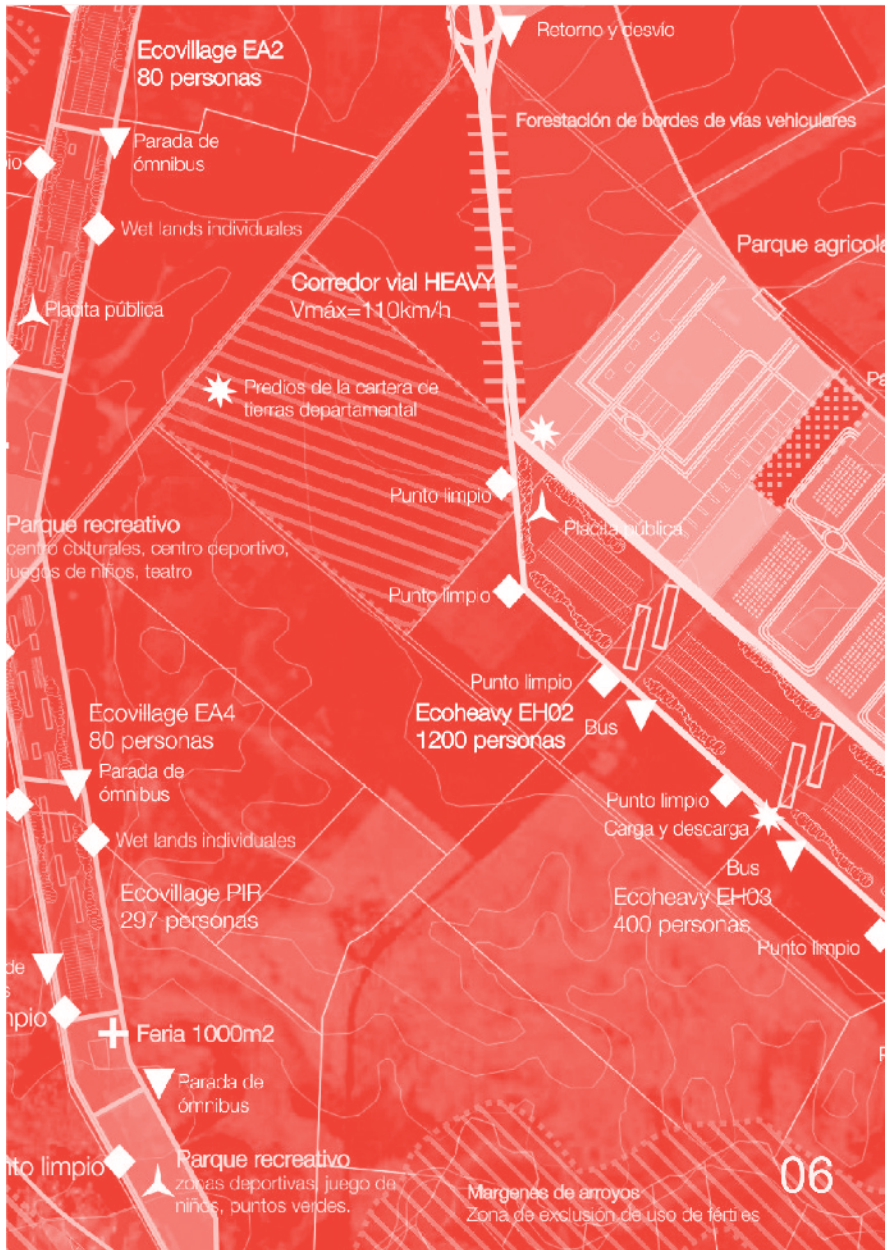 Ecovillage EA2
80 personas
Retorno y desvío
Forestación de bordes de vías vehiculares
Parada de
ómnibus
Wet lands individuales
Parque agricola
Corredor vial HEAVY
Vmáx=110km/h
Placita pública
Predios de la cartera de
tierras departamental
Punto limpio
Placita pública
Parque recreativo
centro culturales, centro deportivo,
juegos de niños, teatro
Punto limpio
Punto limpio
Ecovillage EA4
80 personas
Ecoheavy EH02
1200 personas
Bus
Parada de
ómnibus
Punto limpio
Carga y descarga
Wet lands individuales
Bus
Ecovillage PIR
297 personas
Ecoheavy EH03
400 personas
Punto limpio
Feria 1000m2
Parada de
ómnibus
Parque recreativo
zocas deportivas, juego de
niños, puntos verdes.
Margenes de arroyos
Zona de exclusión de uso de fértiles
06